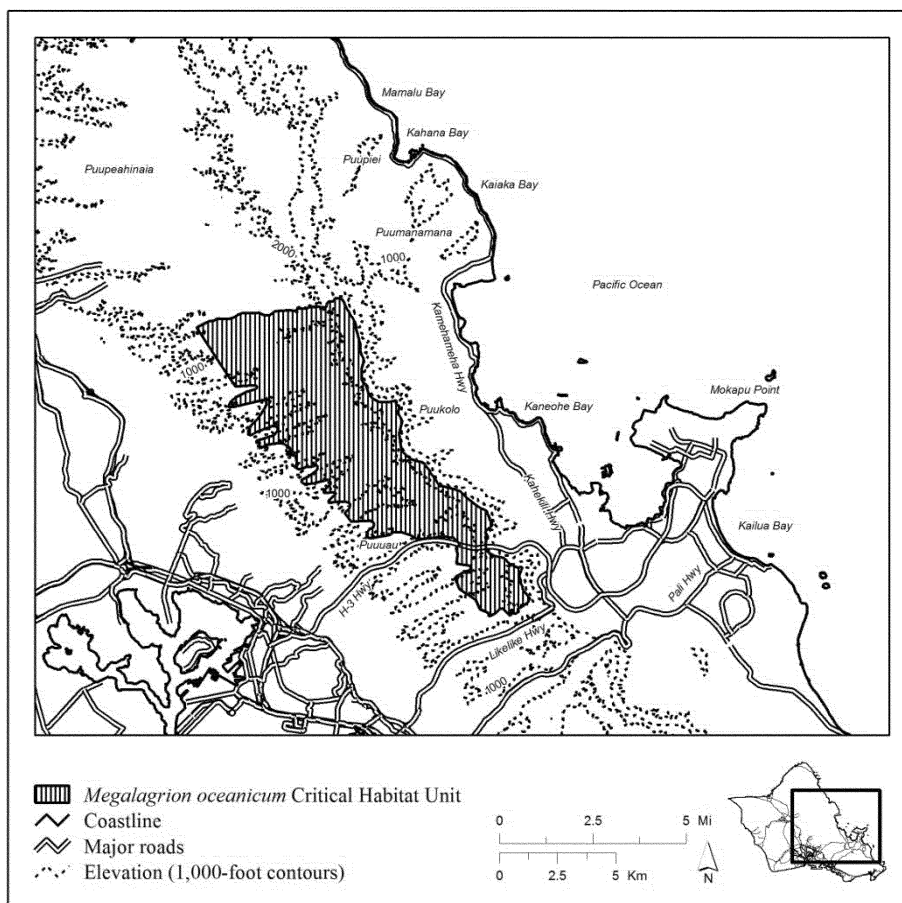 Mamalu Bay
Kahana Bay
Puupiei
Puupeahinaia
Kaiaka Bay
Puumanamana
2000
1000
Pacific Ocean
Kamehameha Hwy
1000
Mokapu Point
Puukolo
Kaneohe Bay
1000
Kahekili Hwy
Kailua Bay
Puuuau
H-3 Hwy
Pali Hwy
Likelike Hwy
1000
Megalagrion oceanicum Critical Habitat Unit
Coastline
Major roads
Elevation (1,000-foot contours)
0 2.5 5 Mi
0 2.5 5 Km
N